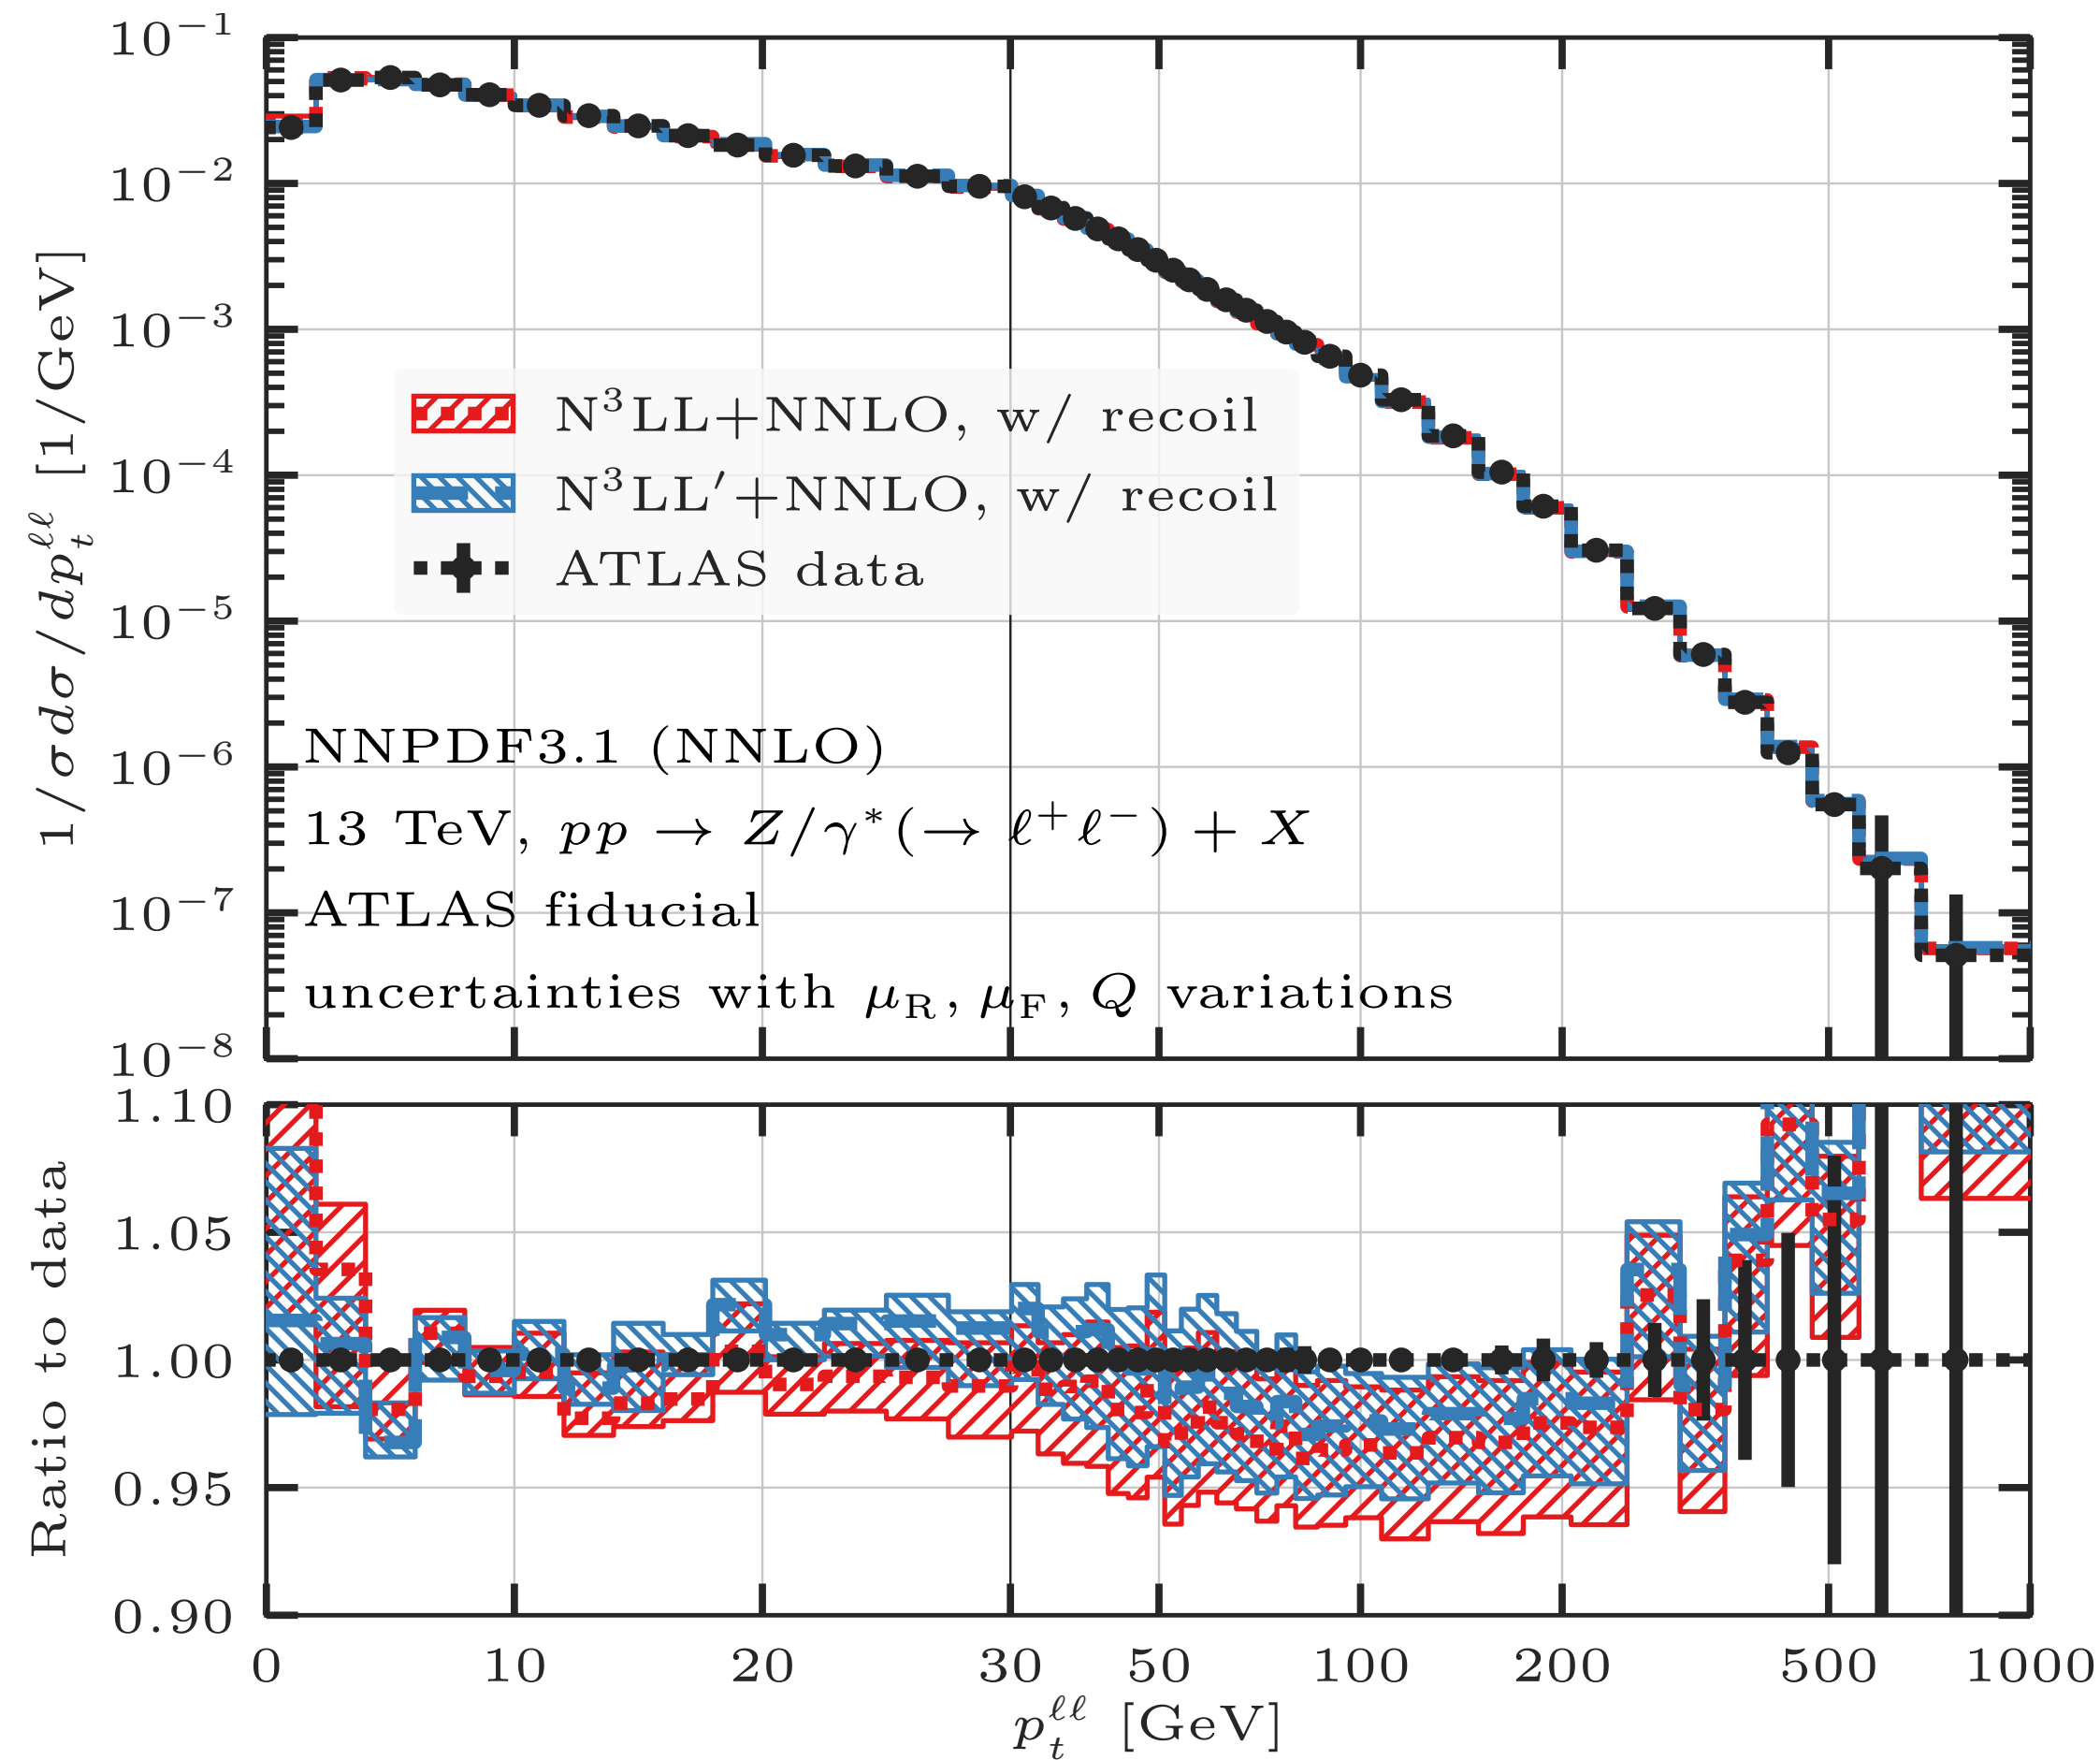 10⁻¹
10⁻²
10⁻³
10⁻⁴
10⁻⁵
10⁻⁶
10⁻⁷
10⁻⁸
1/σ dσ/dp_t^{ℓℓ} [1/GeV]
N³LL+NNLO, w/ recoil
N³LL′+NNLO, w/ recoil
ATLAS data
NNPDF3.1 (NNLO)
13 TeV, pp → Z/γ*(→ ℓ⁺ℓ⁻) + X
ATLAS fiducial
uncertainties with μ_R, μ_F, Q variations
1.10
1.05
1.00
0.95
0.90
Ratio to data
0 10 20 30 50 100 200 500 1000
p_t^{ℓℓ} [GeV]